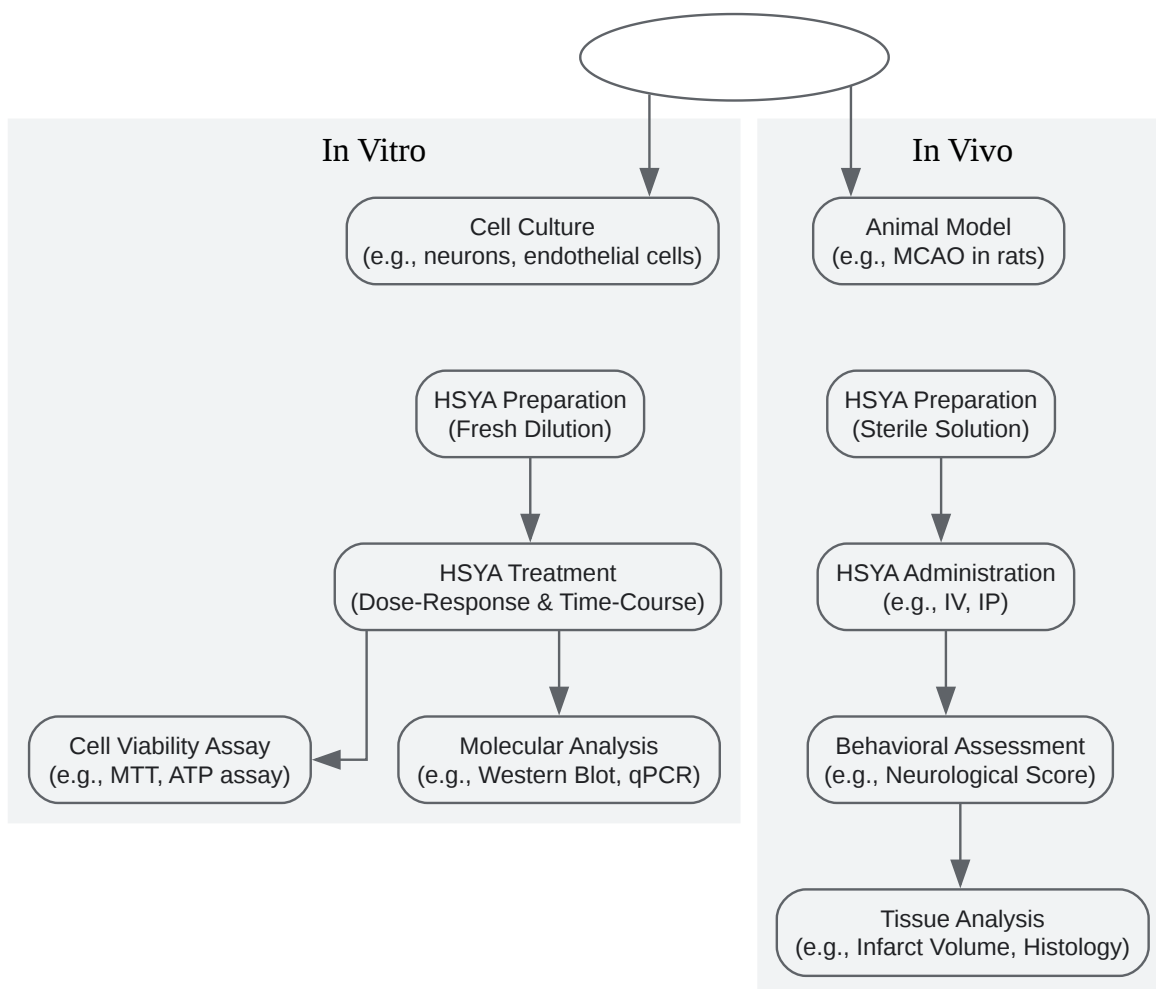 In Vitro
Cell Culture
(e.g., neurons, endothelial cells)
HSYA Preparation
(Fresh Dilution)
HSYA Treatment
(Dose-Response & Time-Course)
Cell Viability Assay
(e.g., MTT, ATP assay)
Molecular Analysis
(e.g., Western Blot, qPCR)
In Vivo
Animal Model
(e.g., MCAO in rats)
HSYA Preparation
(Sterile Solution)
HSYA Administration
(e.g., IV, IP)
Behavioral Assessment
(e.g., Neurological Score)
Tissue Analysis
(e.g., Infarct Volume, Histology)